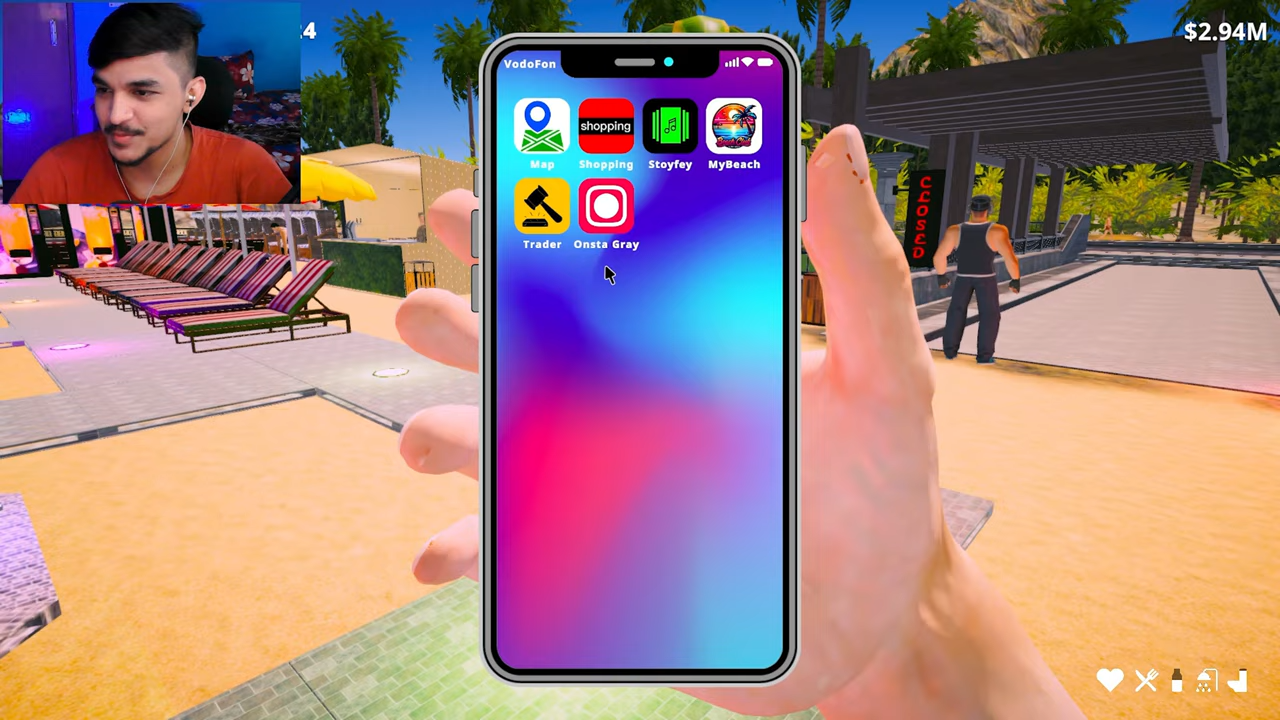 4
$2.94M
VodoFon
shopping
Map
Shopping
Stoyfey
MyBeach
Trader
Onsta Gray
CLOSED